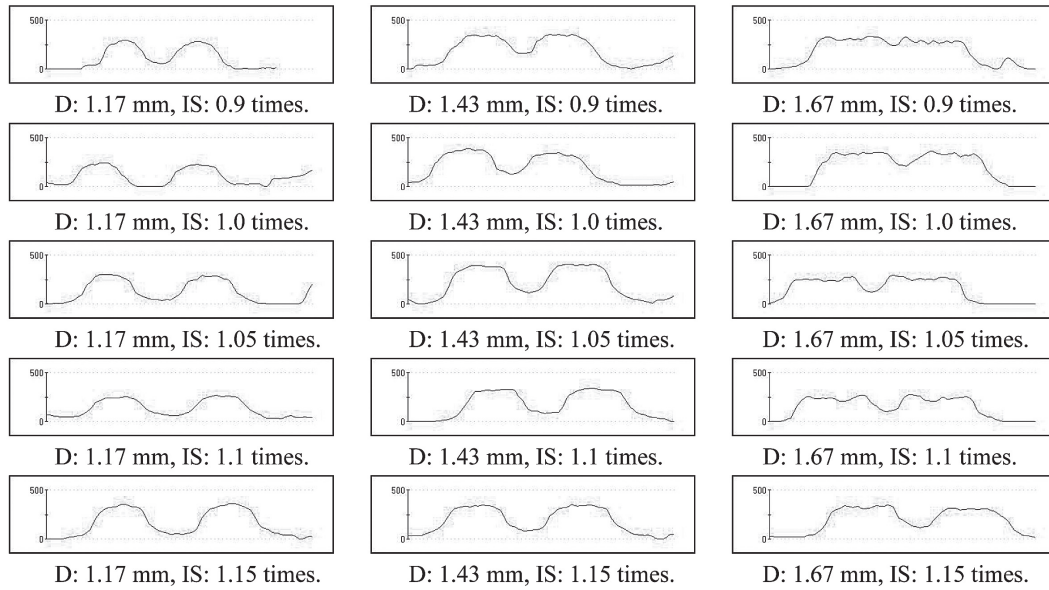 500 500 500
0 0 0
D: 1.17 mm, IS: 0.9 times. D: 1.43 mm, IS: 0.9 times. D: 1.67 mm, IS: 0.9 times.
500 500 500
0 0 0
D: 1.17 mm, IS: 1.0 times. D: 1.43 mm, IS: 1.0 times. D: 1.67 mm, IS: 1.0 times.
500 500 500
0 0 0
D: 1.17 mm, IS: 1.05 times. D: 1.43 mm, IS: 1.05 times. D: 1.67 mm, IS: 1.05 times.
500 500 500
0 0 0
D: 1.17 mm, IS: 1.1 times. D: 1.43 mm, IS: 1.1 times. D: 1.67 mm, IS: 1.1 times.
500 500 500
0 0 0
D: 1.17 mm, IS: 1.15 times. D: 1.43 mm, IS: 1.15 times. D: 1.67 mm, IS: 1.15 times.